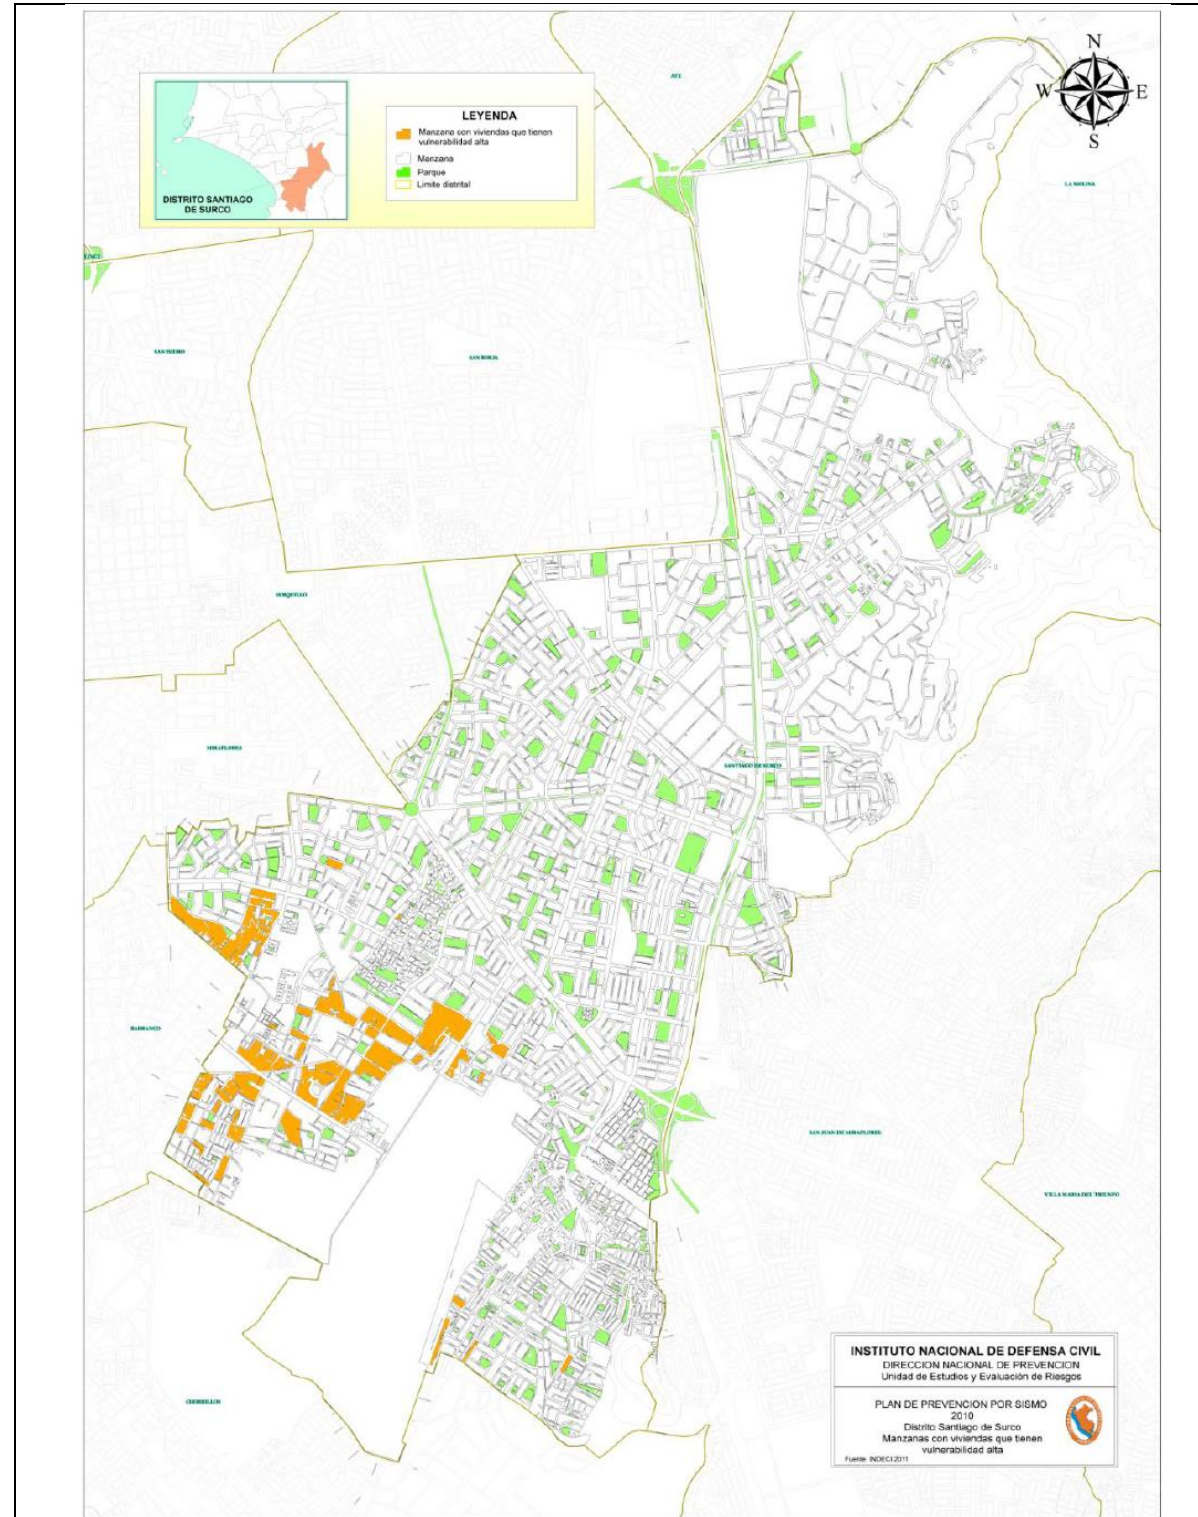 N
W
E
S
ATE
LEYENDA
Manzana con viviendas que tienen
vulnerabilidad alta
Manzana
Parque
Limite distrital
DISTRITO SANTIAGO
DE SURCO
LA MOLINA
SAN ISIDRO
SAN BORJA
SURQUILLO
MIRAFLORES
SANTIAGO DE SURCO
BARRANCO
SAN JUAN DE MIRAFLORES
VILLA MARIA DEL TRIUNFO
CHORRILLOS
INSTITUTO NACIONAL DE DEFENSA CIVIL
DIRECCION NACIONAL DE PREVENCION
Unidad de Estudios y Evaluación de Riesgos
PLAN DE PREVENCION POR SISMO
2010
Distrito Santiago de Surco
Manzanas con viviendas que tienen
vulnerabilidad alta
Fuente: INDECI 2011